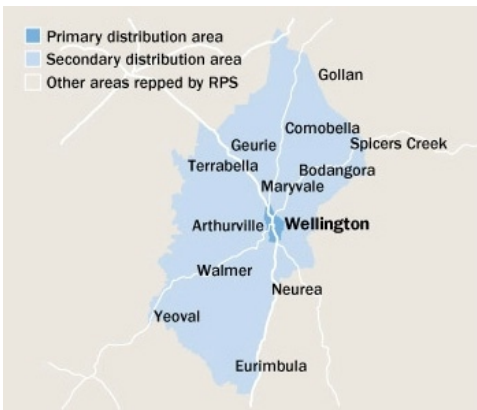 Primary distribution area
Secondary distribution area
Other areas repped by RPS
Gollan
Comobella
Geurie
Spicers Creek
Terrabella
Bodangora
Maryvale
Arthurville
Wellington
Walmer
Neurea
Yeoval
Eurimbula